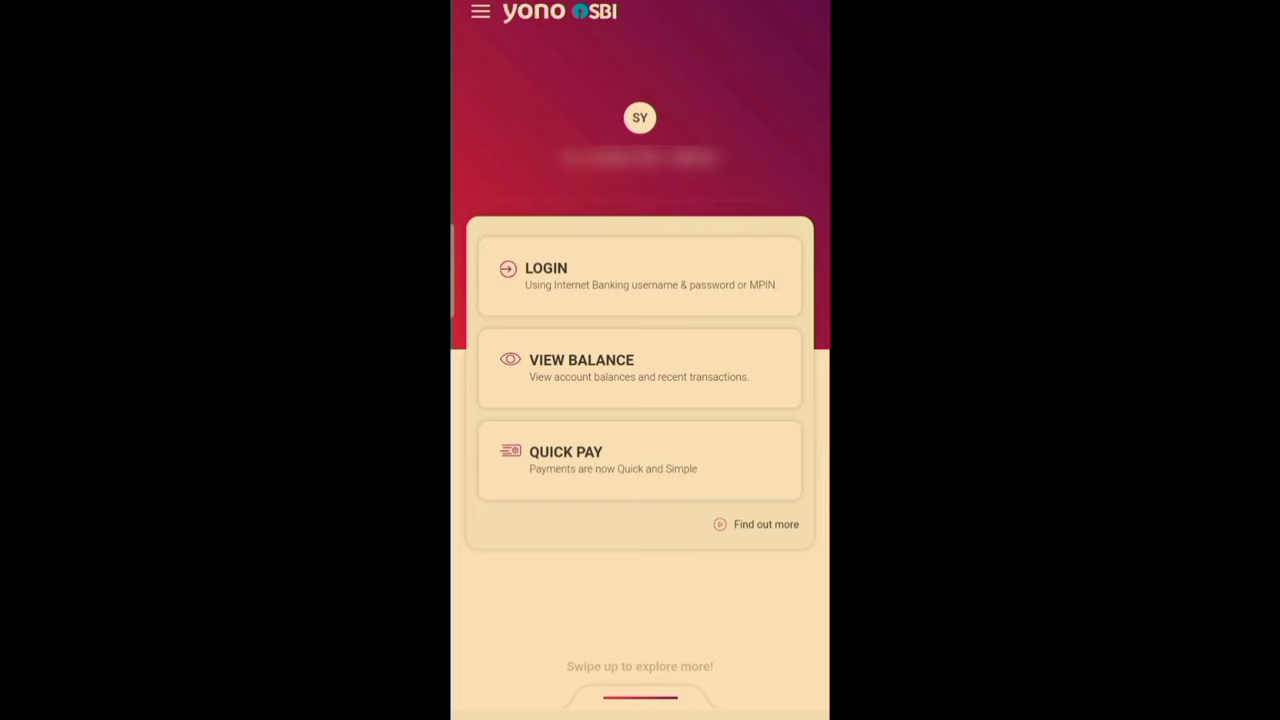 yono SBI
SY
LOGIN
Using Internet Banking username & password or MPIN.
VIEW BALANCE
View account balances and recent transactions.
QUICK PAY
Payments are now Quick and Simple
Find out more
Swipe up to explore more!